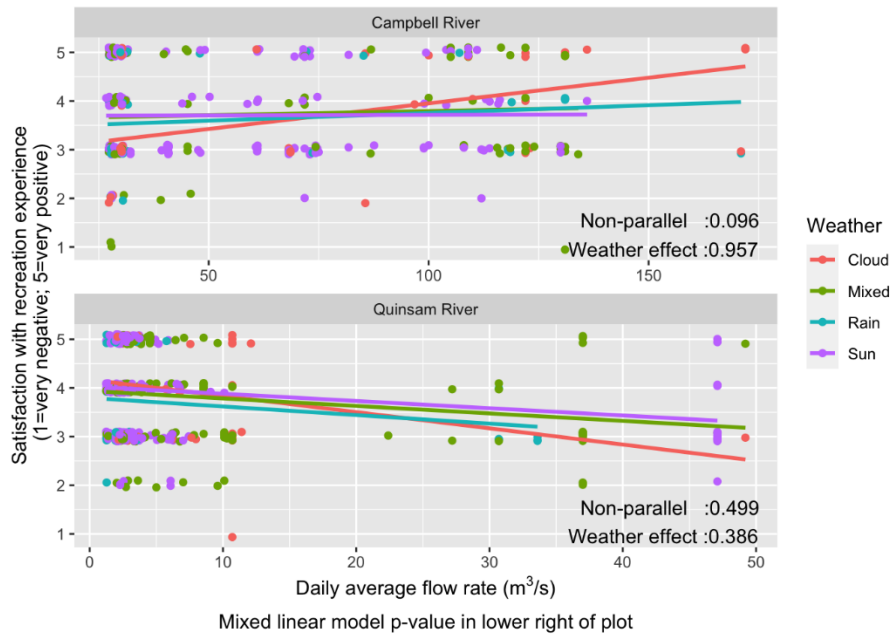 Campbell River
5
4
3
2
1
Non-parallel :0.096
Weather effect :0.957
50
100
150
Quinsam River
5
4
3
2
1
Non-parallel :0.499
Weather effect :0.386
0
10
20
30
40
50
Satisfaction with recreation experience
(1=very negative; 5=very positive)
Daily average flow rate (m³/s)
Mixed linear model p-value in lower right of plot
Weather
Cloud
Mixed
Rain
Sun